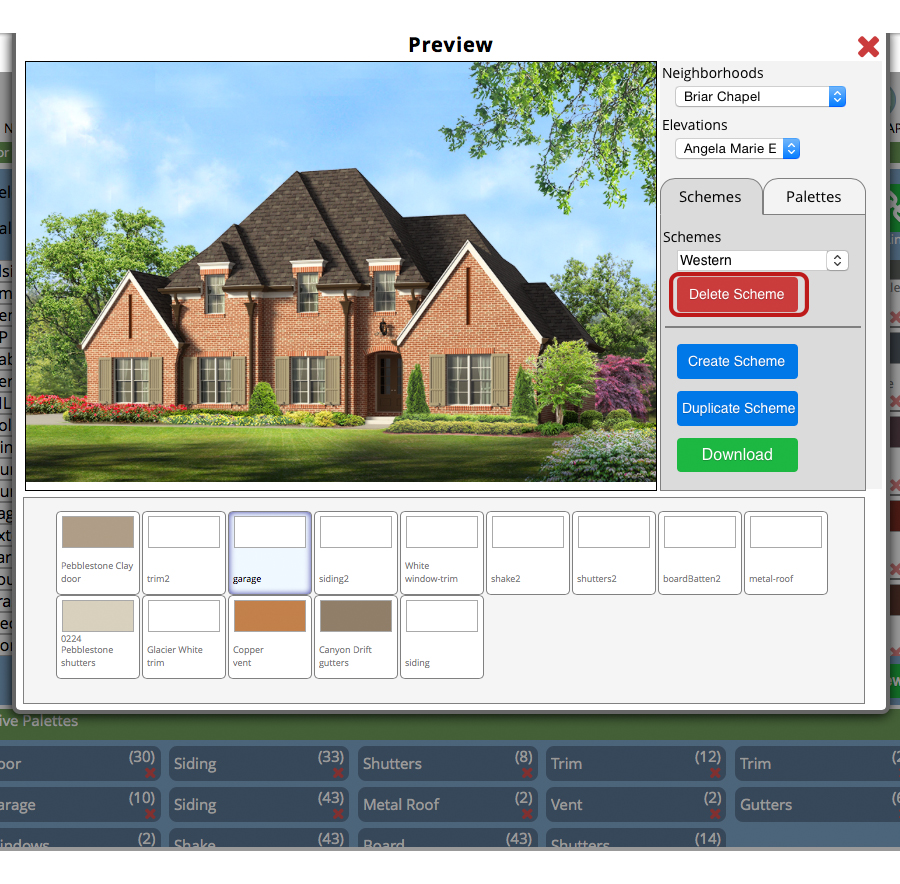 Preview
Neighborhoods
Briar Chapel
Elevations
Angela Marie E
Schemes
Palettes
Schemes
Western
Delete Scheme
Create Scheme
Duplicate Scheme
Download
Pebblestone Clay
door
trim2
garage
siding2
White
window-trim
shake2
shutters2
boardBatten2
metal-roof
0224
Pebblestone
shutters
Glacier White
trim
Copper
vent
Canyon Drift
gutters
siding
ive Palettes
oor (30)
Siding (33)
Shutters (8)
Trim (12)
Trim
arage (10)
Siding (43)
Metal Roof (2)
Vent (2)
Gutters
indows (2)
Shake (43)
Board (43)
Shutters (14)